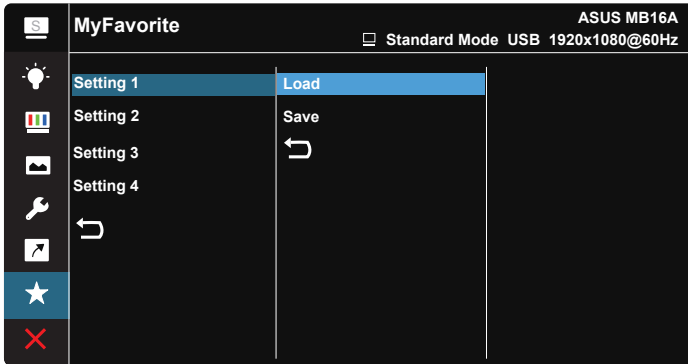 S
MyFavorite
ASUS MB16A
Standard Mode USB 1920x1080@60Hz
Setting 1
Load
Setting 2
Save
Setting 3
Setting 4